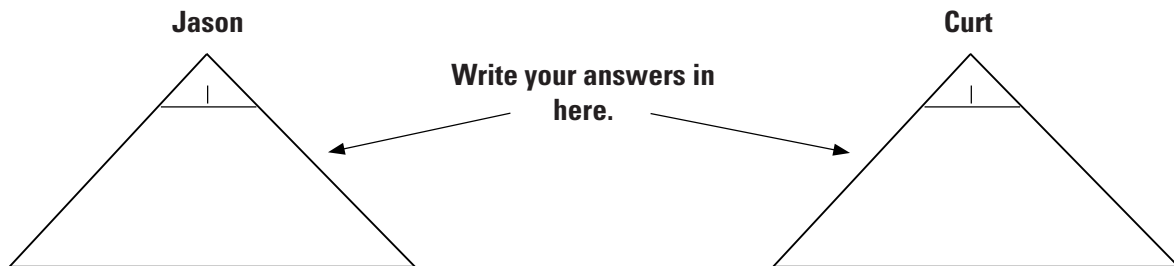 Jason
Curt
Write your answers in
here.
I
I